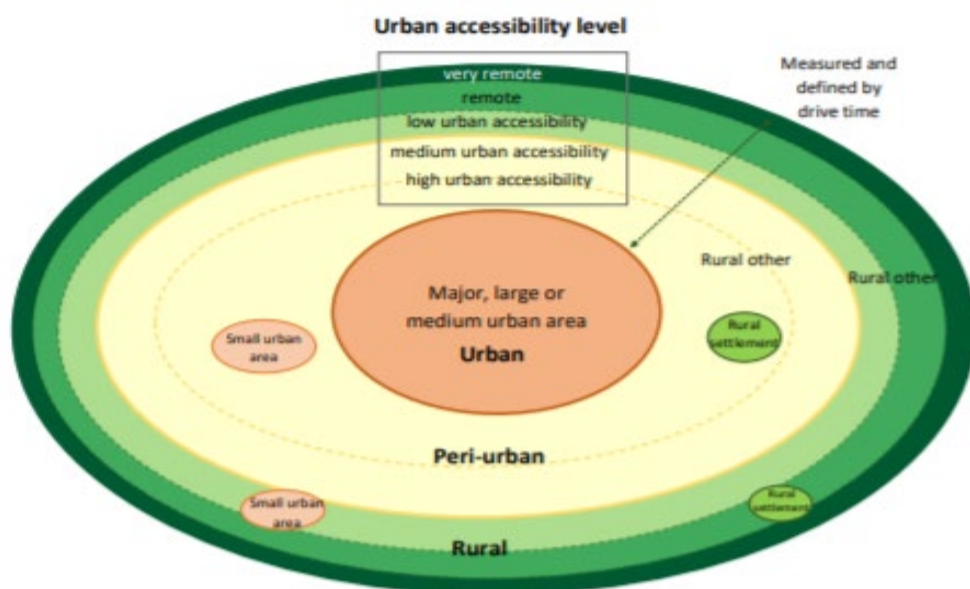 Urban accessibility level
very remote
remote
low urban accessibility
medium urban accessibility
high urban accessibility
Measured and
defined by
drive time
Rural other
Rural other
Major, large or
medium urban area
Urban
Small urban
area
Rural
settlement
Peri-urban
Small urban
area
Rural
settlement
Rural